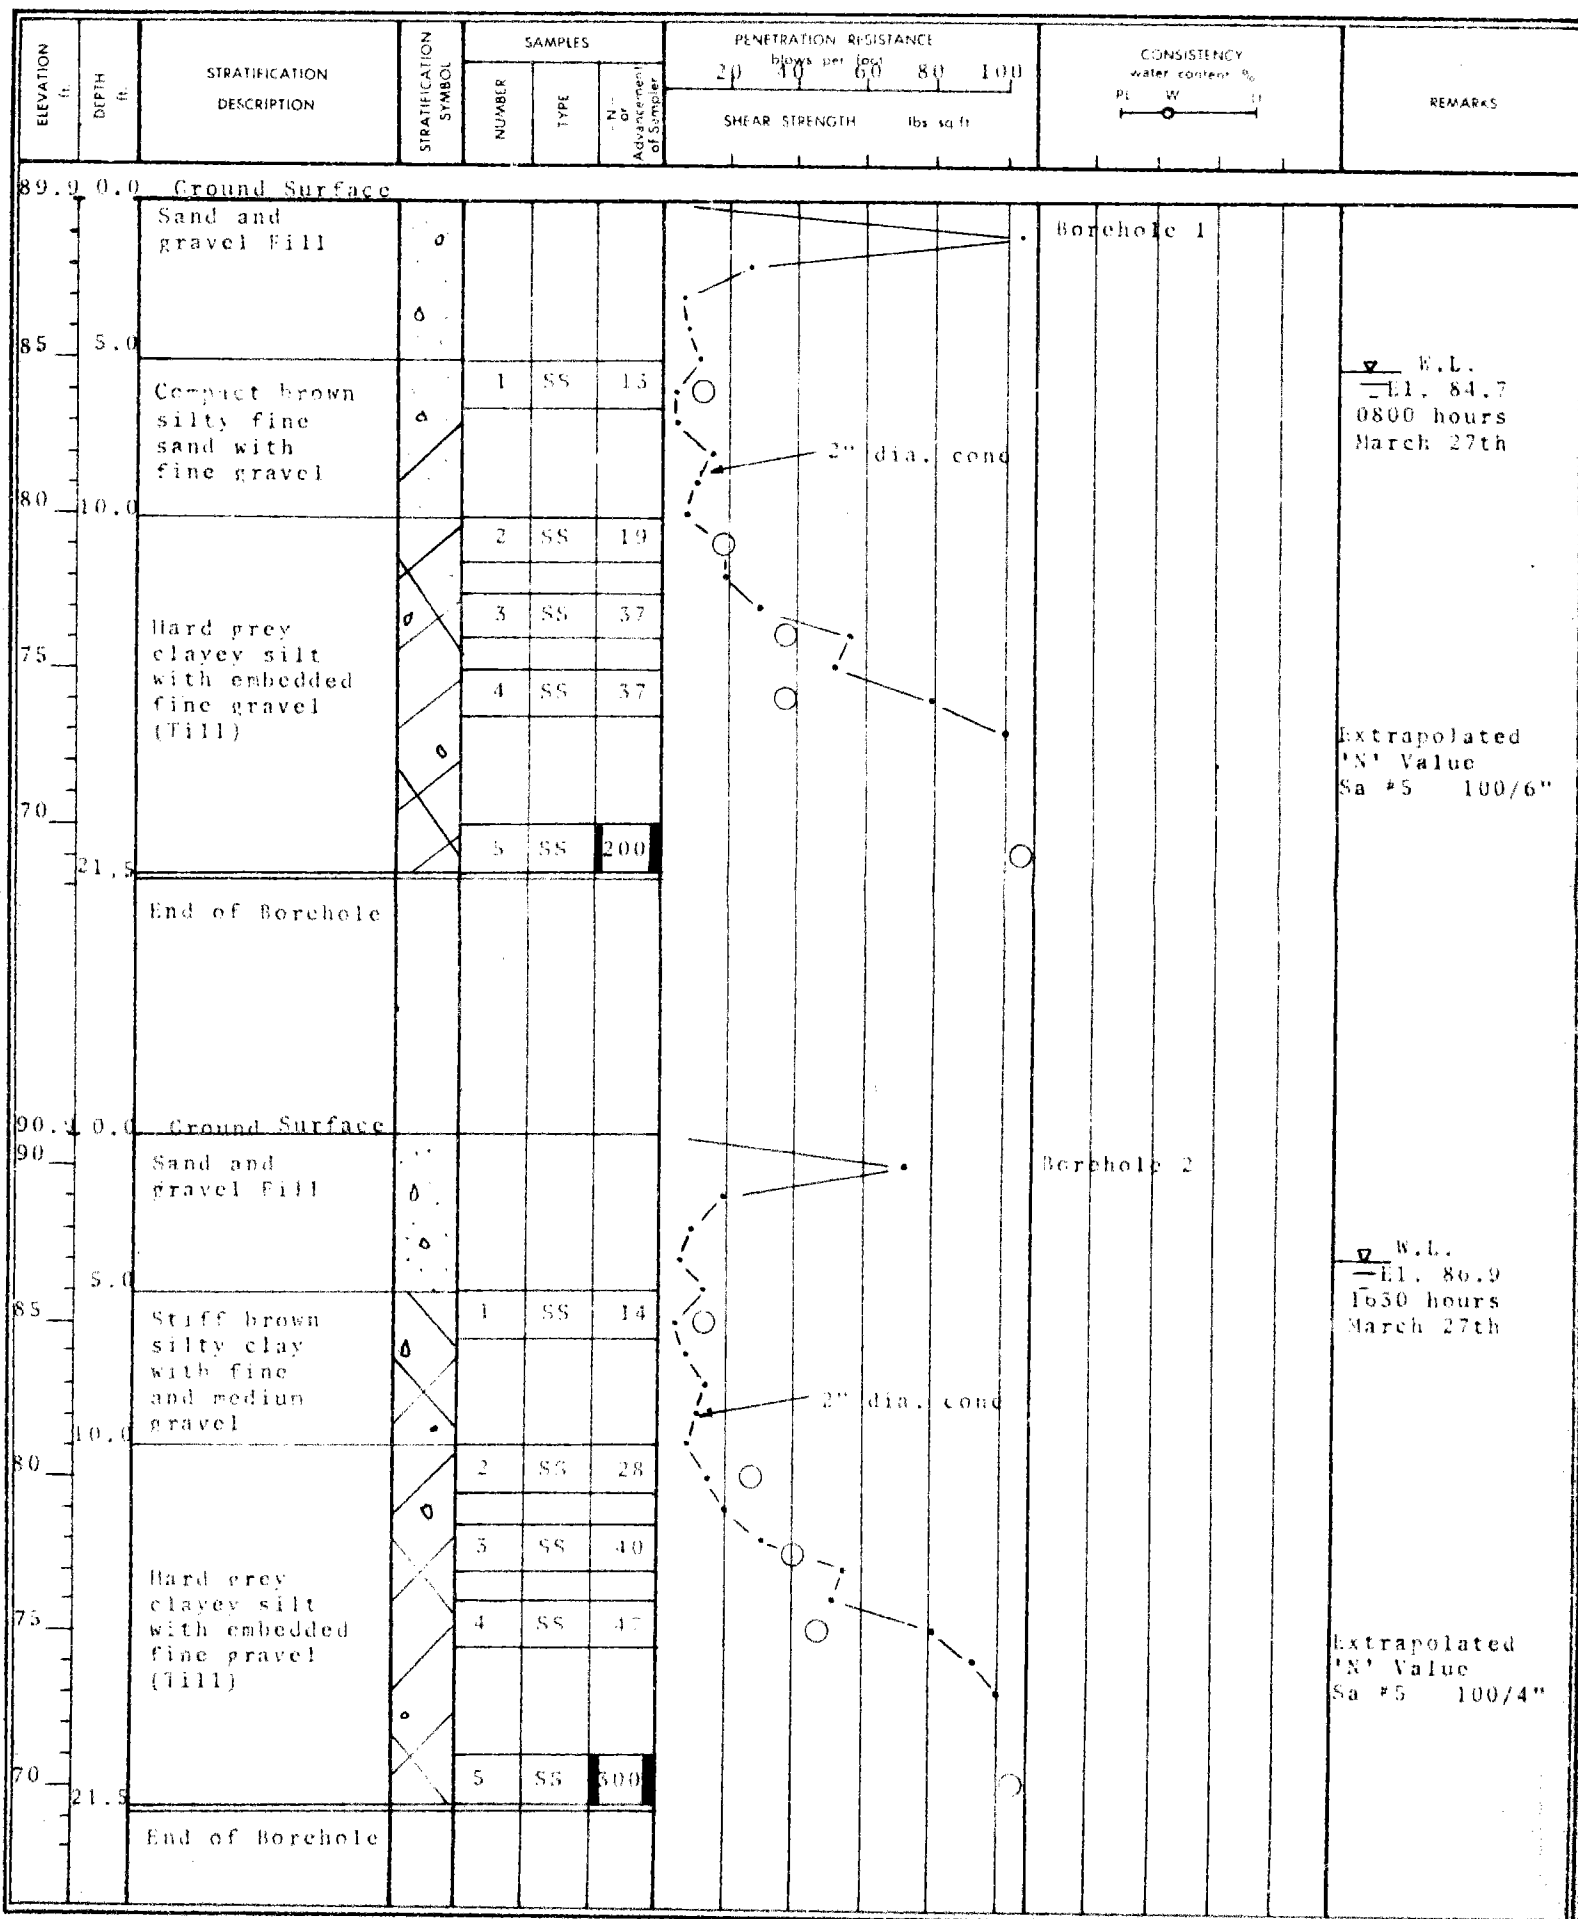 ELEVATION ft.
DEPTH ft.
STRATIFICATION
DESCRIPTION
STRATIFICATION
SYMBOL
SAMPLES
NUMBER
TYPE
- N -
or
Advancement
of Sampler
PENETRATION RESISTANCE
blows per foot
20 40 60 80 100
SHEAR STRENGTH lbs sq ft
CONSISTENCY
water content %
PL W
REMARKS
89.9 0.0 Ground Surface
Sand and
gravel Fill
Borehole 1
85 5.0
Compact brown
silty fine
sand with
fine gravel
1 SS
W.L.
El. 84.7
0800 hours
March 27th
2" dia. cone
80 10.0
2 SS 19
3 SS 37
Hard grey
clayey silt
with embedded
fine gravel
(Till)
75
4 SS 37
Extrapolated
'N' Value
Sa #5 100/6"
70
5 SS 200
21.5
End of Borehole
90.9 0.0 Ground Surface
90
Sand and
gravel Fill
Borehole 2
5.0
W.L.
El. 86.9
1630 hours
March 27th
85
Stiff brown
silty clay
with fine
and medium
gravel
1 SS 14
2" dia. cone
10.0
80
2 SS 28
3 SS 40
Hard grey
clayey silt
with embedded
fine gravel
(Till)
75
4 SS
Extrapolated
'N' Value
Sa #5 100/4"
70
5 SS 300
21.5
End of Borehole